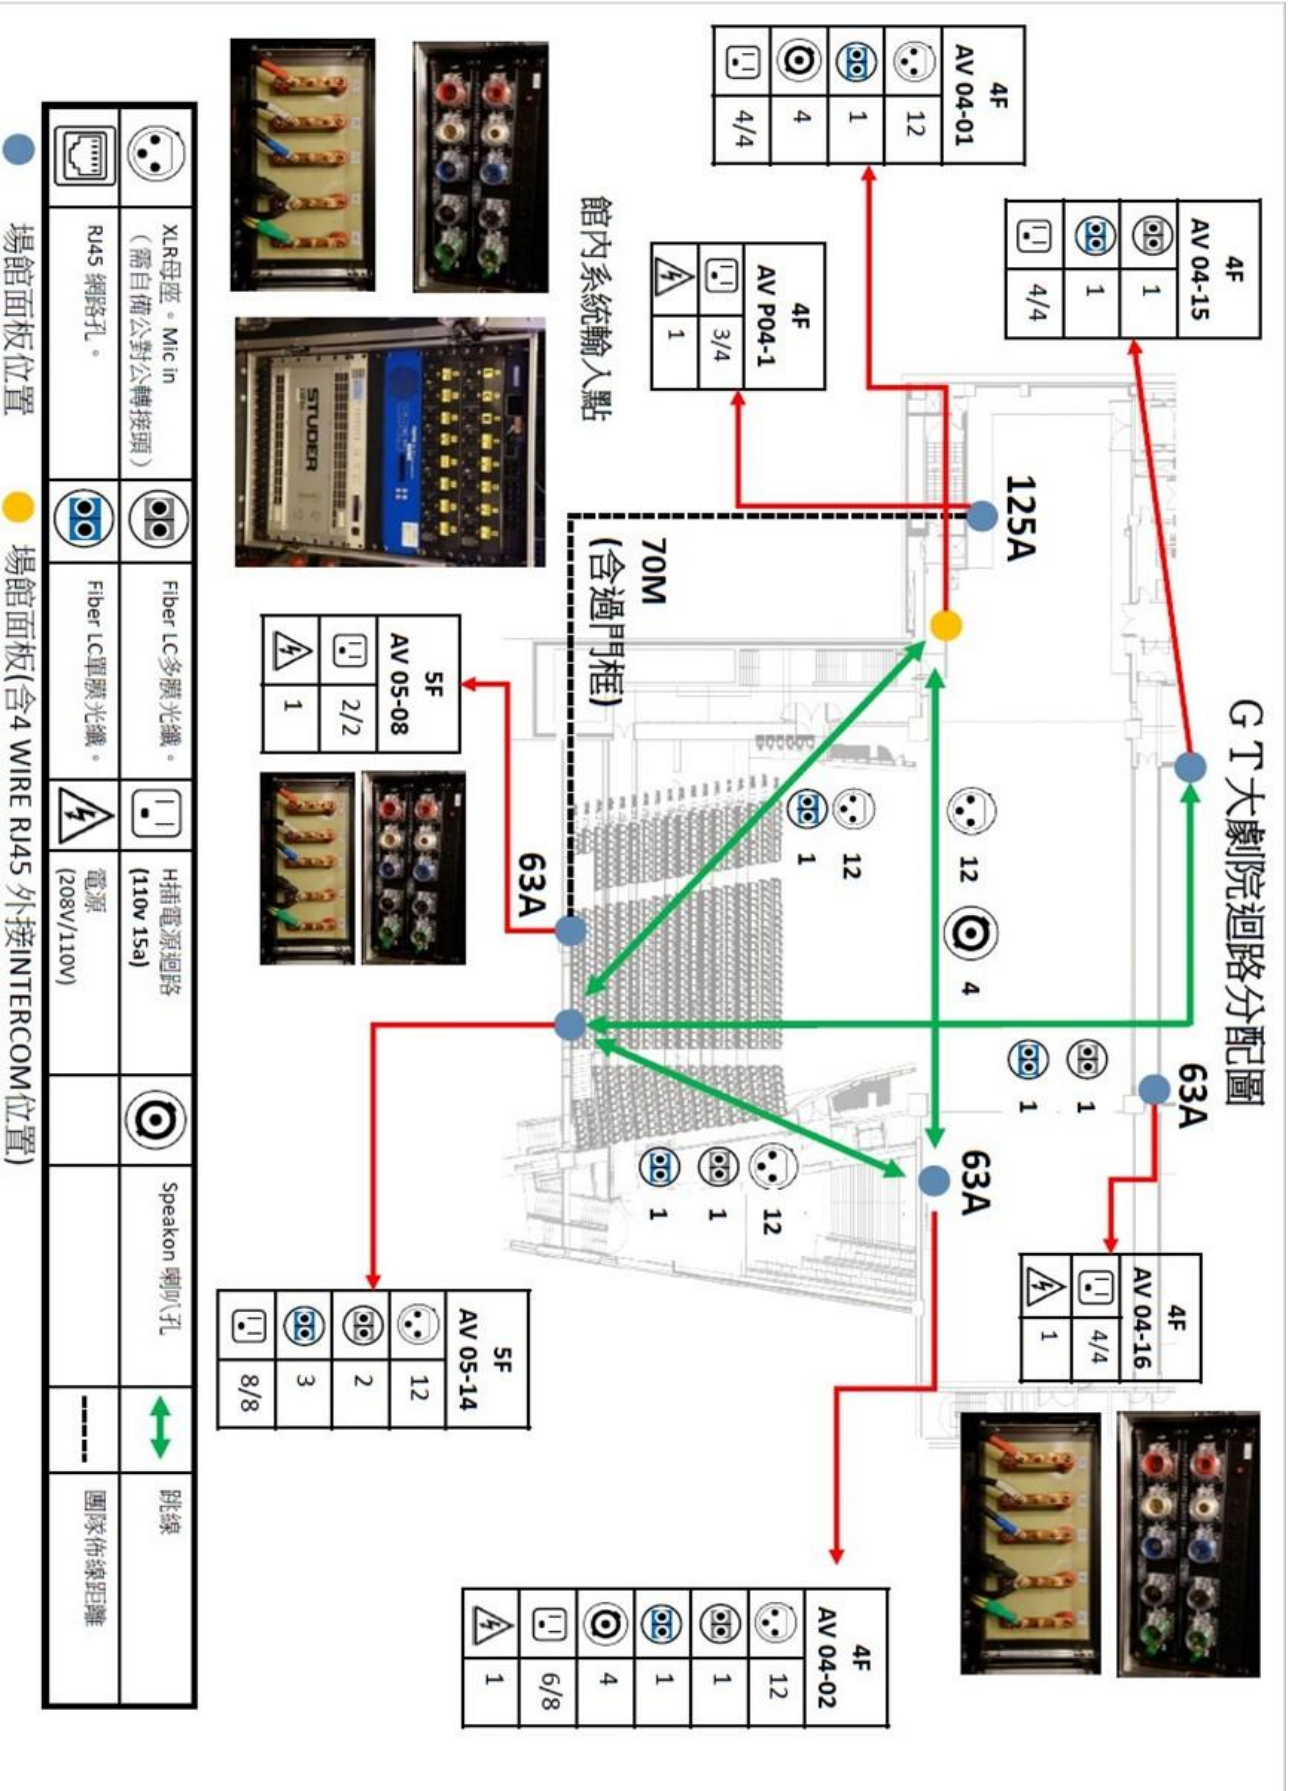 GT大劇院迴路分配圖
4F
AV 04-01
12
1
4
4/4
4F
AV 04-15
1
1
4/4
4F
AV P04-1
3/4
1
館內系統輸入點
125A
70M
(含過門框)
12
4
12
1
1
1
63A
63A
63A
12
1
1
4F
AV 04-16
4/4
1
5F
AV 05-08
2/2
1
5F
AV 05-14
12
2
3
8/8
4F
AV 04-02
12
1
1
4
6/8
1
STUDER
XLR母座。Mic in
(需自備公對公轉接頭)
Fiber LC多膜光纖。
H插電源迴路
(110v 15a)
Speakon 喇叭孔
跳線
RJ45 網路孔。
Fiber LC單膜光纖。
電源
(208V/110V)
團隊佈線距離
場館面板位置
場館面板(含4 WIRE RJ45 外接INTERCOM位置)